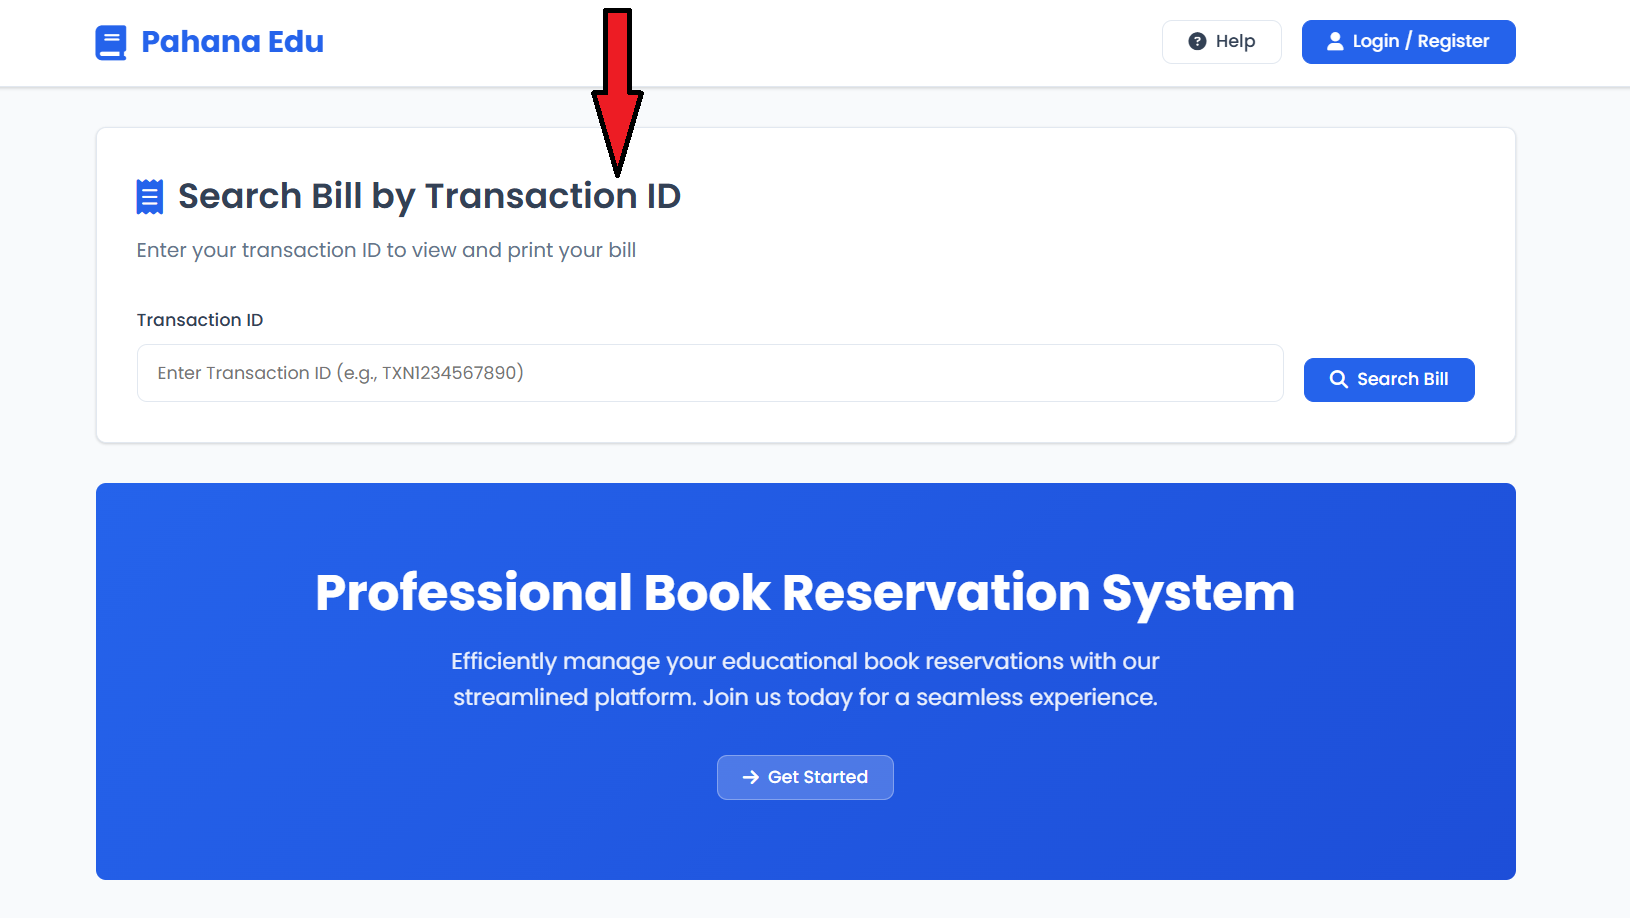 Pahana Edu
Help
Login / Register
Search Bill by Transaction ID
Enter your transaction ID to view and print your bill
Transaction ID
Enter Transaction ID (e.g., TXN1234567890)
Search Bill
Professional Book Reservation System
Efficiently manage your educational book reservations with our
streamlined platform. Join us today for a seamless experience.
Get Started